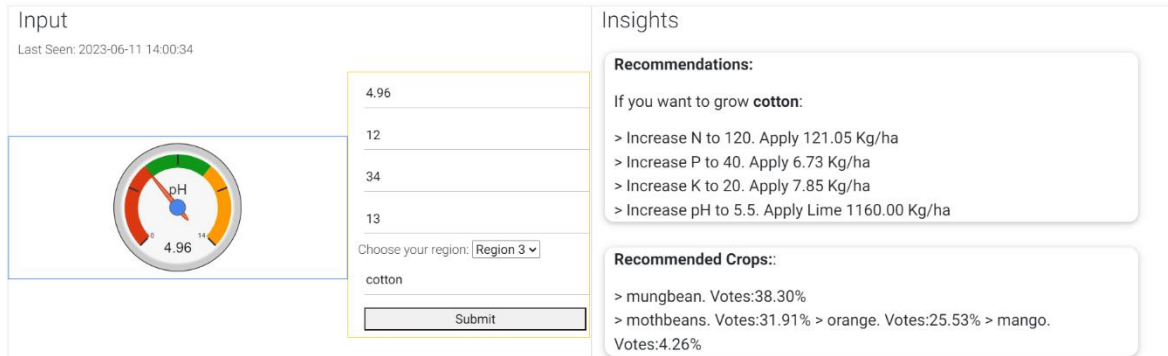 Input
Last Seen: 2023-06-11 14:00:34
pH
0
14
4.96
4.96
12
34
13
Choose your region: Region 3
cotton
Submit
Insights
Recommendations:
If you want to grow cotton:
> Increase N to 120. Apply 121.05 Kg/ha
> Increase P to 40. Apply 6.73 Kg/ha
> Increase K to 20. Apply 7.85 Kg/ha
> Increase pH to 5.5. Apply Lime 1160.00 Kg/ha
Recommended Crops::
> mungbean. Votes:38.30%
> mothbeans. Votes:31.91% > orange. Votes:25.53% > mango.
Votes:4.26%